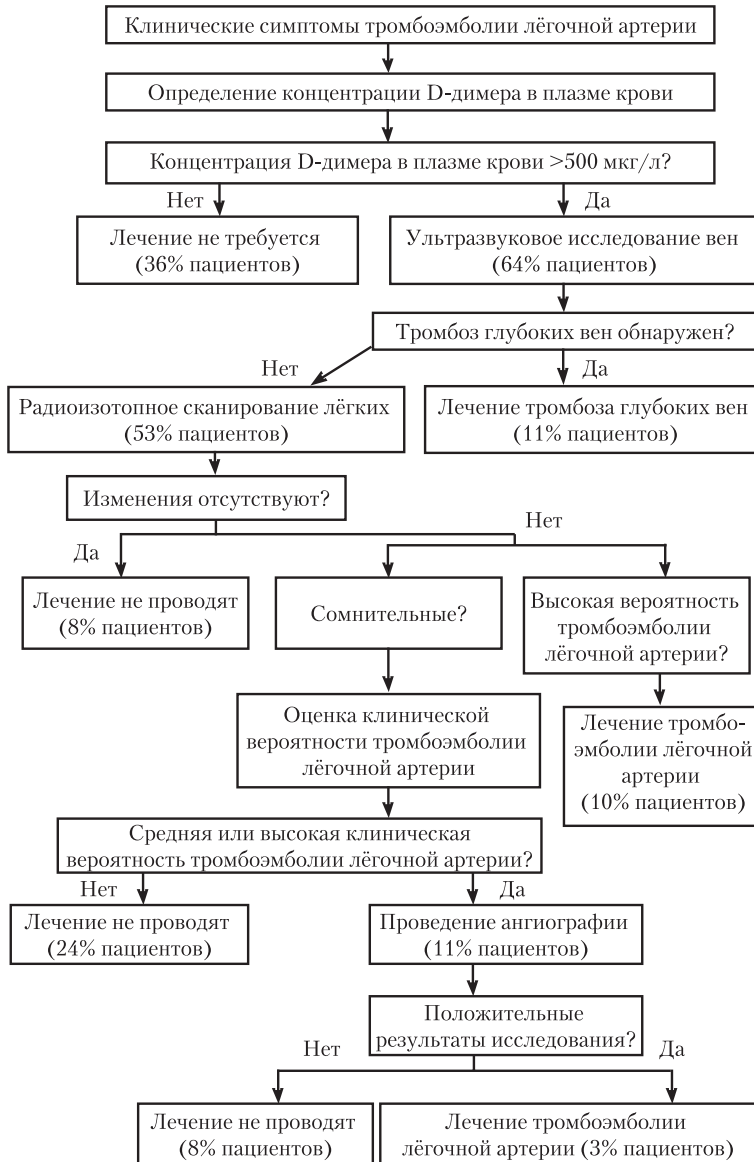 Клинические симптомы тромбоэмболии лёгочной артерии
Определение концентрации D-димера в плазме крови
Концентрация D-димера в плазме крови >500 мкг/л?
Нет
Да
Лечение не требуется
(36% пациентов)
Ультразвуковое исследование вен
(64% пациентов)
Тромбоз глубоких вен обнаружен?
Нет
Да
Радиоизотопное сканирование лёгких
(53% пациентов)
Лечение тромбоза глубоких вен
(11% пациентов)
Изменения отсутствуют?
Да
Нет
Лечение не проводят
(8% пациентов)
Сомнительные?
Высокая вероятность
тромбоэмболии
лёгочной артерии?
Оценка клинической
вероятности тромбоэмболии
лёгочной артерии
Лечение тромбо-
эмболии лёгочной
артерии
(10% пациентов)
Средняя или высокая клиническая
вероятность тромбоэмболии лёгочной артерии?
Нет
Да
Лечение не проводят
(24% пациентов)
Проведение ангиографии
(11% пациентов)
Положительные
результаты исследования?
Нет
Да
Лечение не проводят
(8% пациентов)
Лечение тромбоэмболии
лёгочной артерии (3% пациентов)